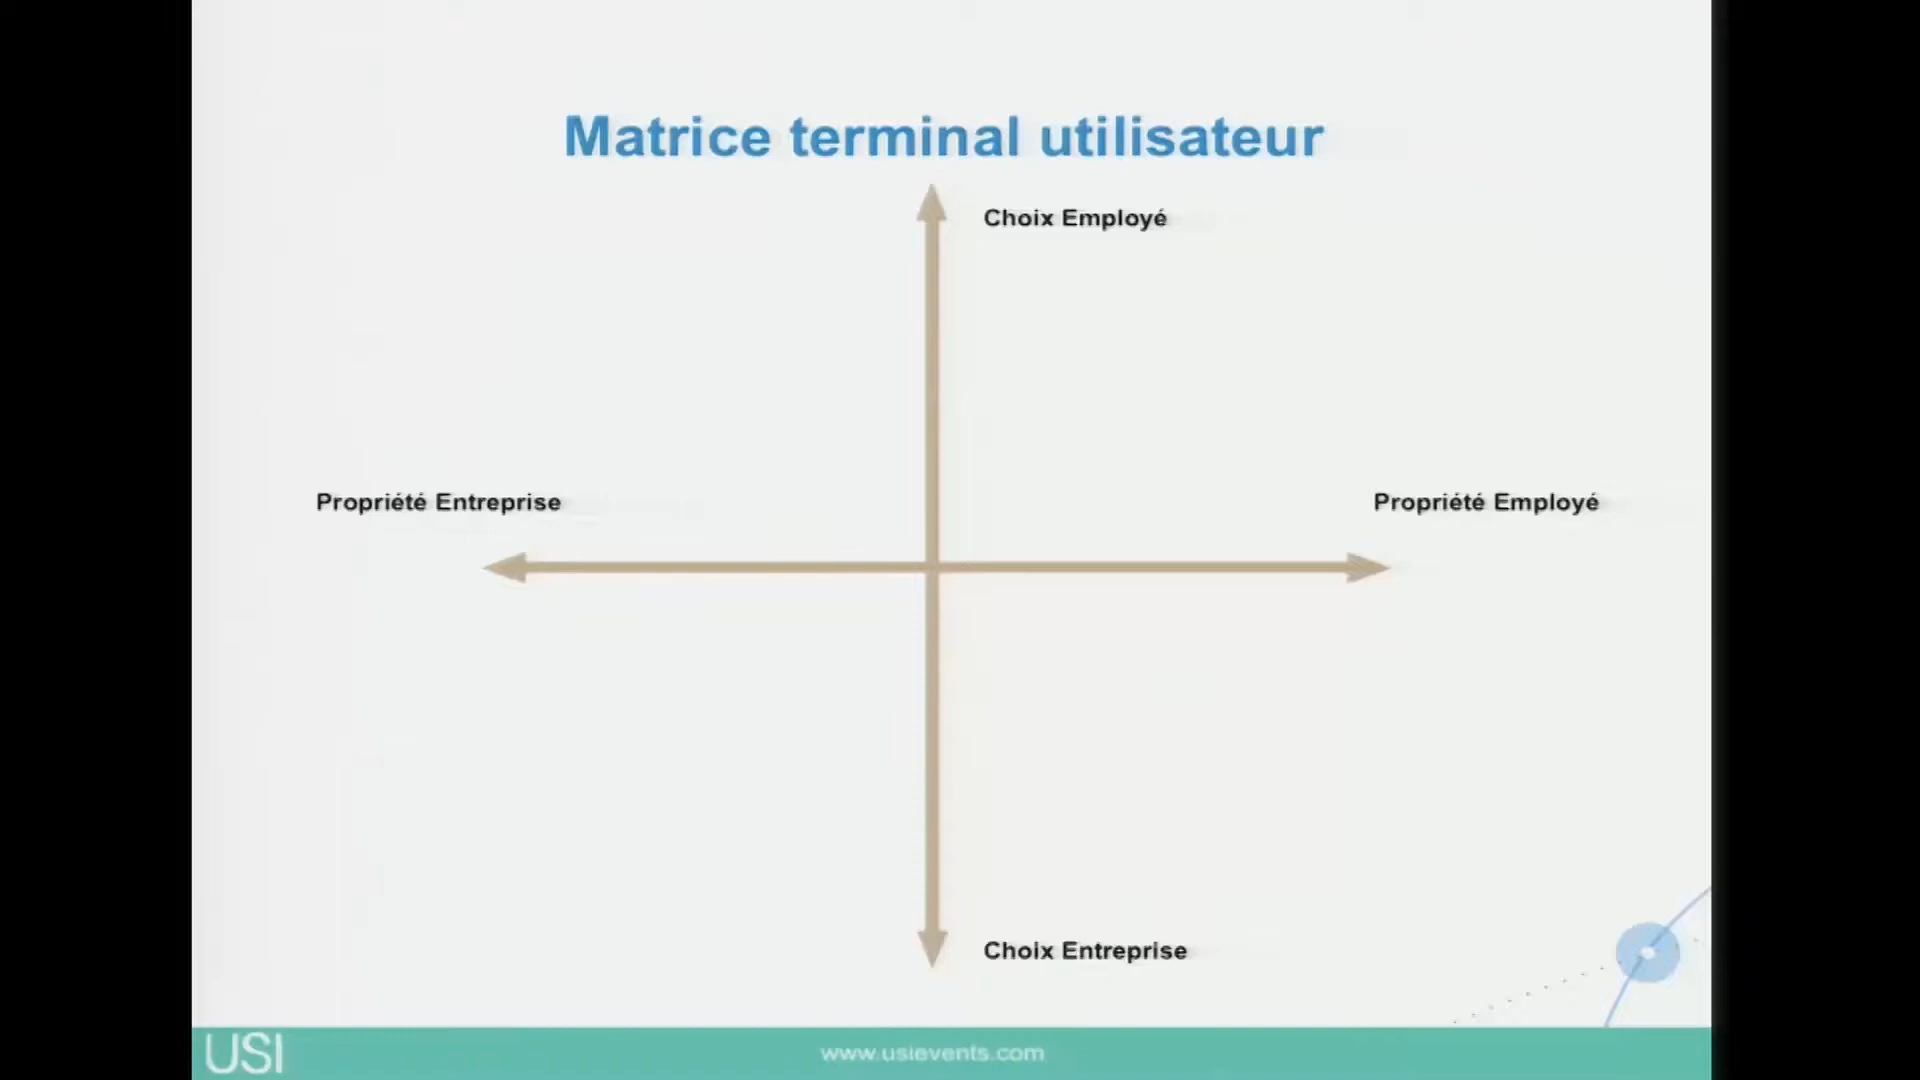 Matrice terminal utilisateur
Choix Employé
Propriété Entreprise
Propriété Employé
Choix Entreprise
USI
www.usievents.com